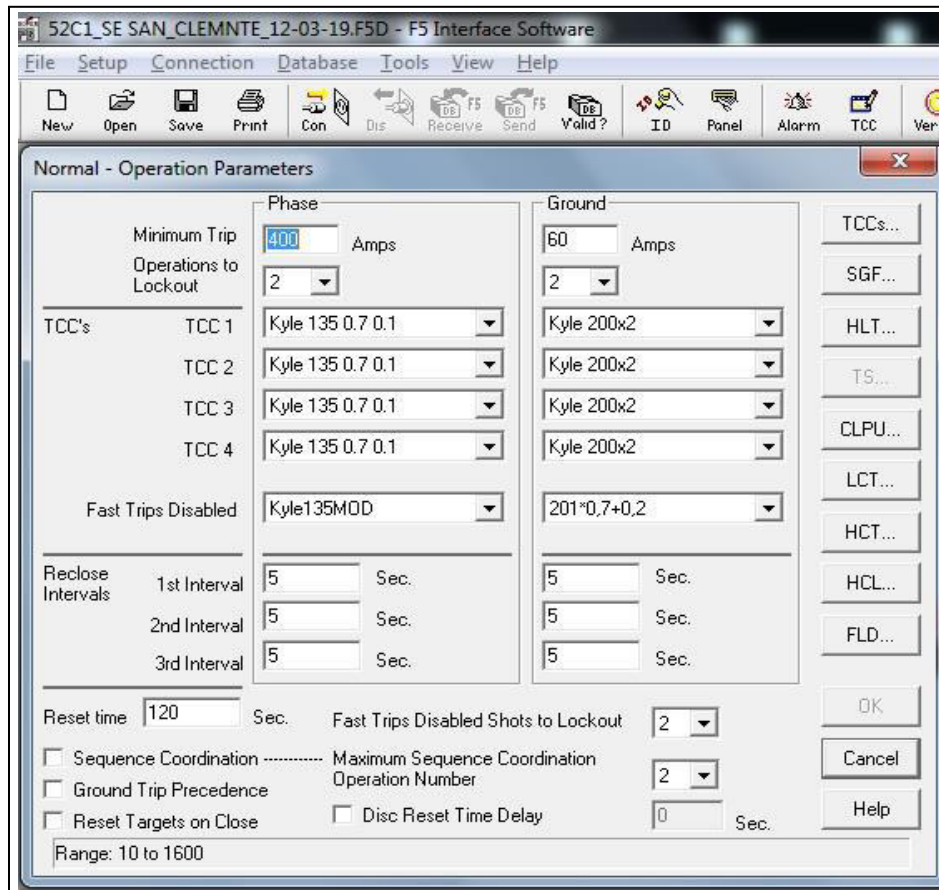 52C1_SE SAN_CLEMNTE_12-03-19.F5D - F5 Interface Software
File Setup Connection Database Tools View Help
New Open Save Print Con Dis F5 Receive F5 Send Valid? ID Panel Alarm TCC Ver
Normal - Operation Parameters
Phase Ground
Minimum Trip 400 Amps 60 Amps TCCs...
Operations to Lockout 2 2 SGF...
TCC's TCC 1 Kyle 135 0.7 0.1 Kyle 200x2 HLT...
TCC 2 Kyle 135 0.7 0.1 Kyle 200x2 TS...
TCC 3 Kyle 135 0.7 0.1 Kyle 200x2 CLPU...
TCC 4 Kyle 135 0.7 0.1 Kyle 200x2 LCT...
Fast Trips Disabled Kyle135MOD 201*0,7+0,2 HCT...
Reclose Intervals 1st Interval 5 Sec. 5 Sec. HCL...
2nd Interval 5 Sec. 5 Sec. FLD...
3rd Interval 5 Sec. 5 Sec.
Reset time 120 Sec. Fast Trips Disabled Shots to Lockout 2 OK
Sequence Coordination ---------- Maximum Sequence Coordination Operation Number 2 Cancel
Ground Trip Precedence
Reset Targets on Close Disc Reset Time Delay 0 Sec. Help
Range: 10 to 1600